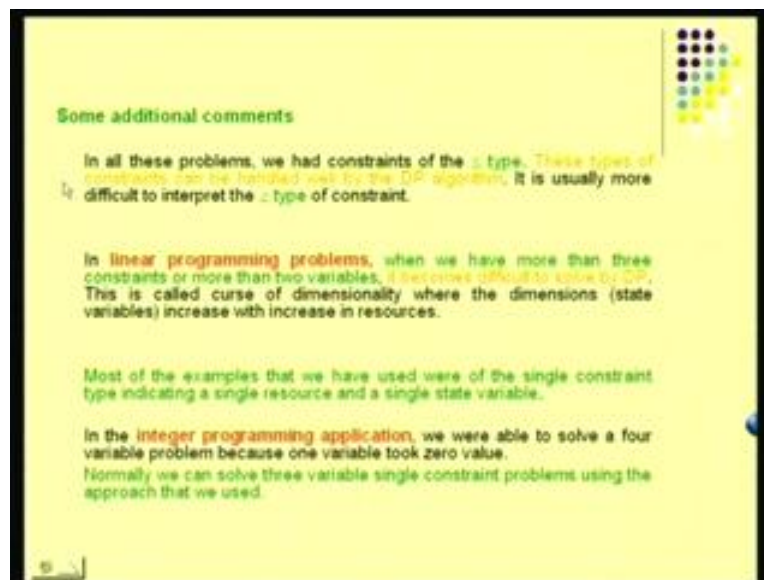 Some additional comments
In all these problems, we had constraints of the ≤ type. These types of
constraints can be handled well by the DP algorithm. It is usually more
difficult to interpret the ≥ type of constraint.
In linear programming problems, when we have more than three
constraints or more than two variables, it becomes difficult to solve by DP.
This is called curse of dimensionality where the dimensions (state
variables) increase with increase in resources.
Most of the examples that we have used were of the single constraint
type indicating a single resource and a single state variable.
In the integer programming application, we were able to solve a four
variable problem because one variable took zero value.
Normally we can solve three variable single constraint problems using the
approach that we used.